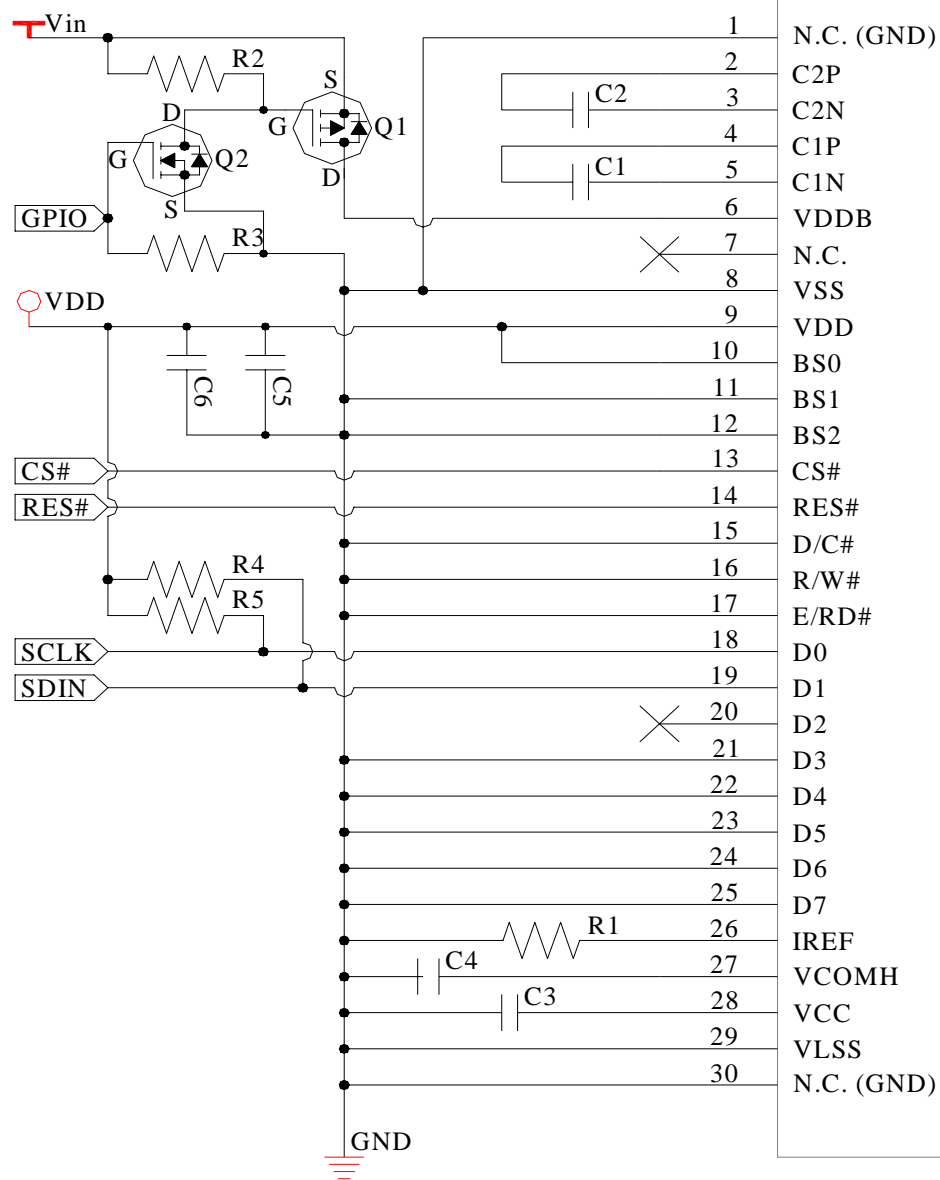 Vin
R2
S
G
Q1
D
D
G
Q2
S
GPIO
R3
VDD
C6
C5
CS#
RES#
R4
R5
SCLK
SDIN
C2
C1
R1
C4
C3
GND
1 N.C. (GND)
2 C2P
3 C2N
4 C1P
5 C1N
6 VDDB
7 N.C.
8 VSS
9 VDD
10 BS0
11 BS1
12 BS2
13 CS#
14 RES#
15 D/C#
16 R/W#
17 E/RD#
18 D0
19 D1
20 D2
21 D3
22 D4
23 D5
24 D6
25 D7
26 IREF
27 VCOMH
28 VCC
29 VLSS
30 N.C. (GND)